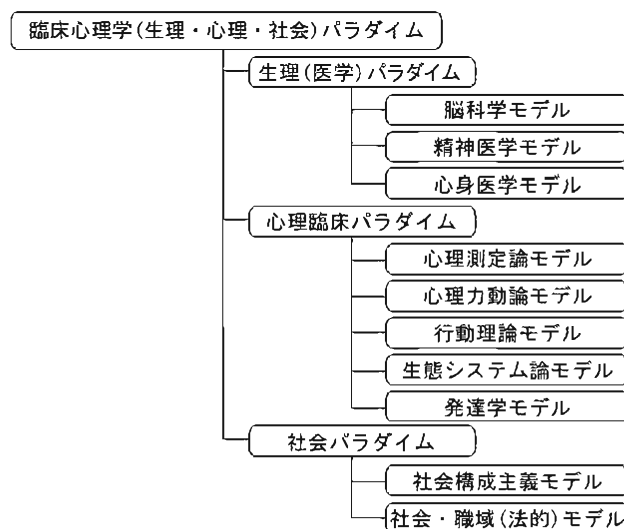 臨床心理学(生理・心理・社会)パラダイム
生理(医学)パラダイム
脳科学モデル
精神医学モデル
心身医学モデル
心理臨床パラダイム
心理測定論モデル
心理力動論モデル
行動理論モデル
生態システム論モデル
発達学モデル
社会パラダイム
社会構成主義モデル
社会・職域(法的)モデル